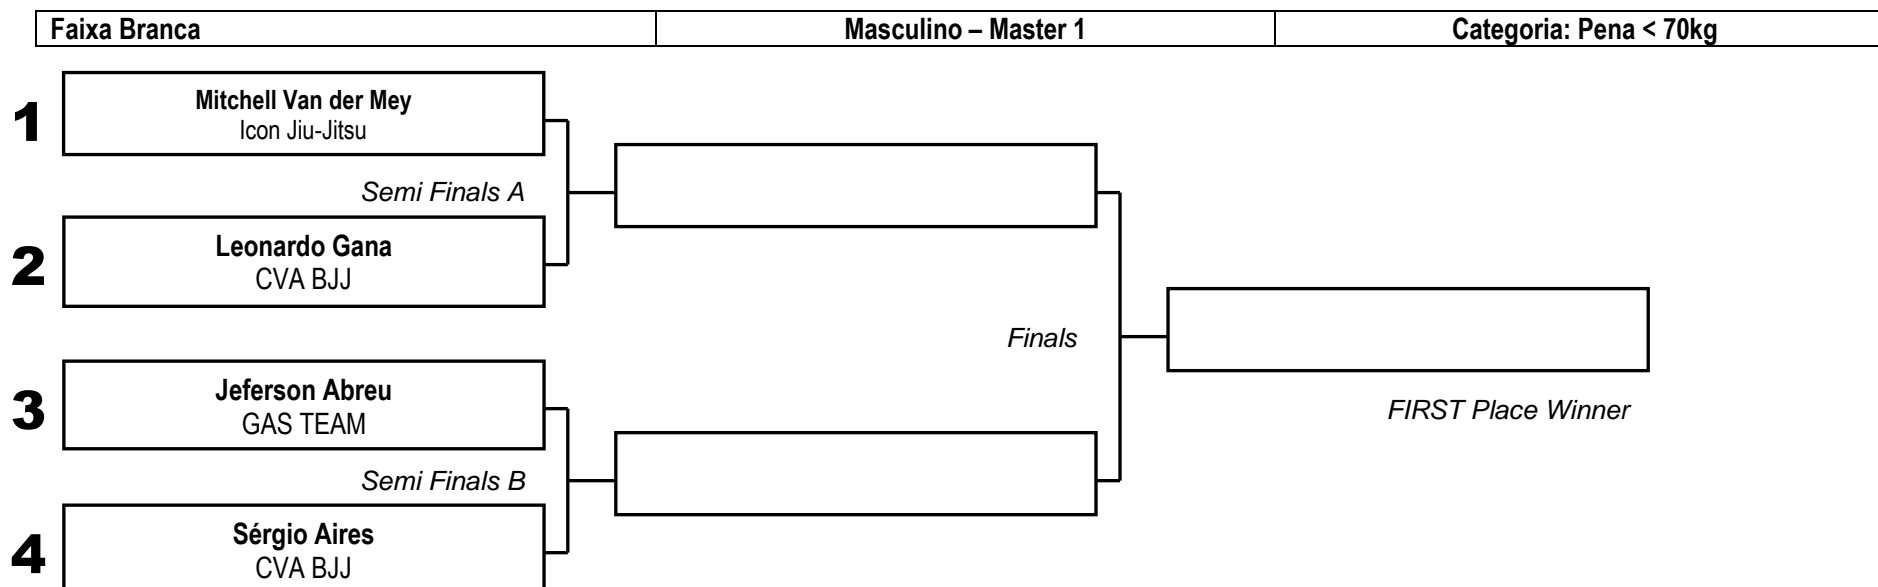 Faixa Branca
Masculino – Master 1
Categoria: Pena < 70kg
1
Mitchell Van der Mey
Icon Jiu-Jitsu
Semi Finals A
2
Leonardo Gana
CVA BJJ
Finals
FIRST Place Winner
3
Jeferson Abreu
GAS TEAM
Semi Finals B
4
Sérgio Aires
CVA BJJ